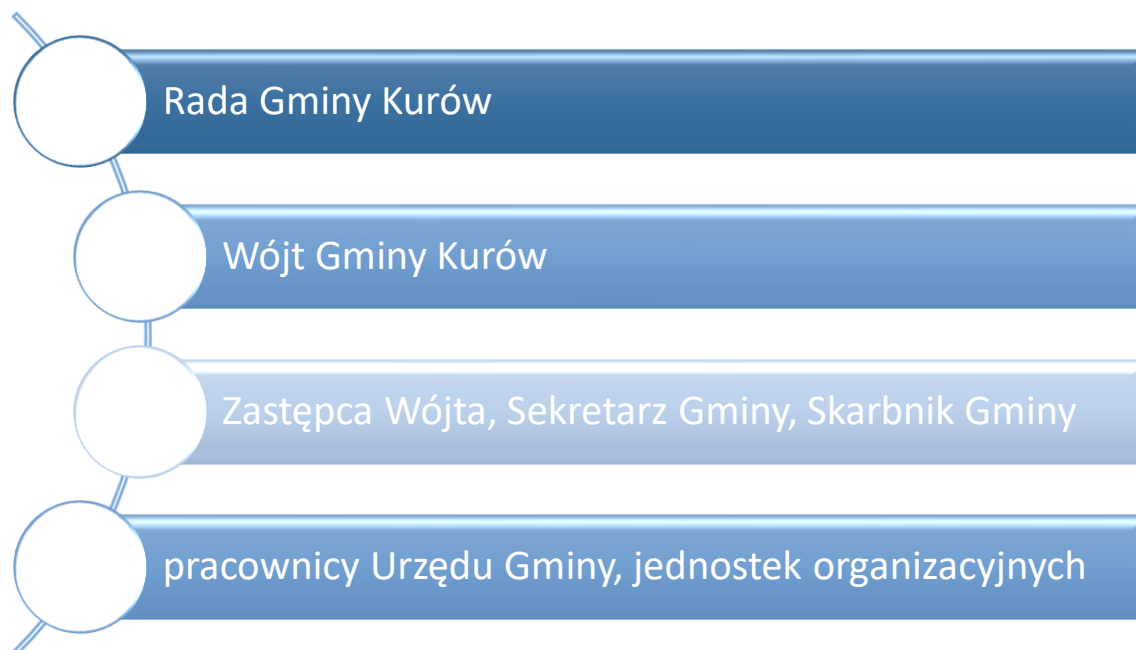 Rada Gminy Kurów
Wójt Gminy Kurów
Zastępca Wójta, Sekretarz Gminy, Skarbnik Gminy
pracownicy Urzędu Gminy, jednostek organizacyjnych